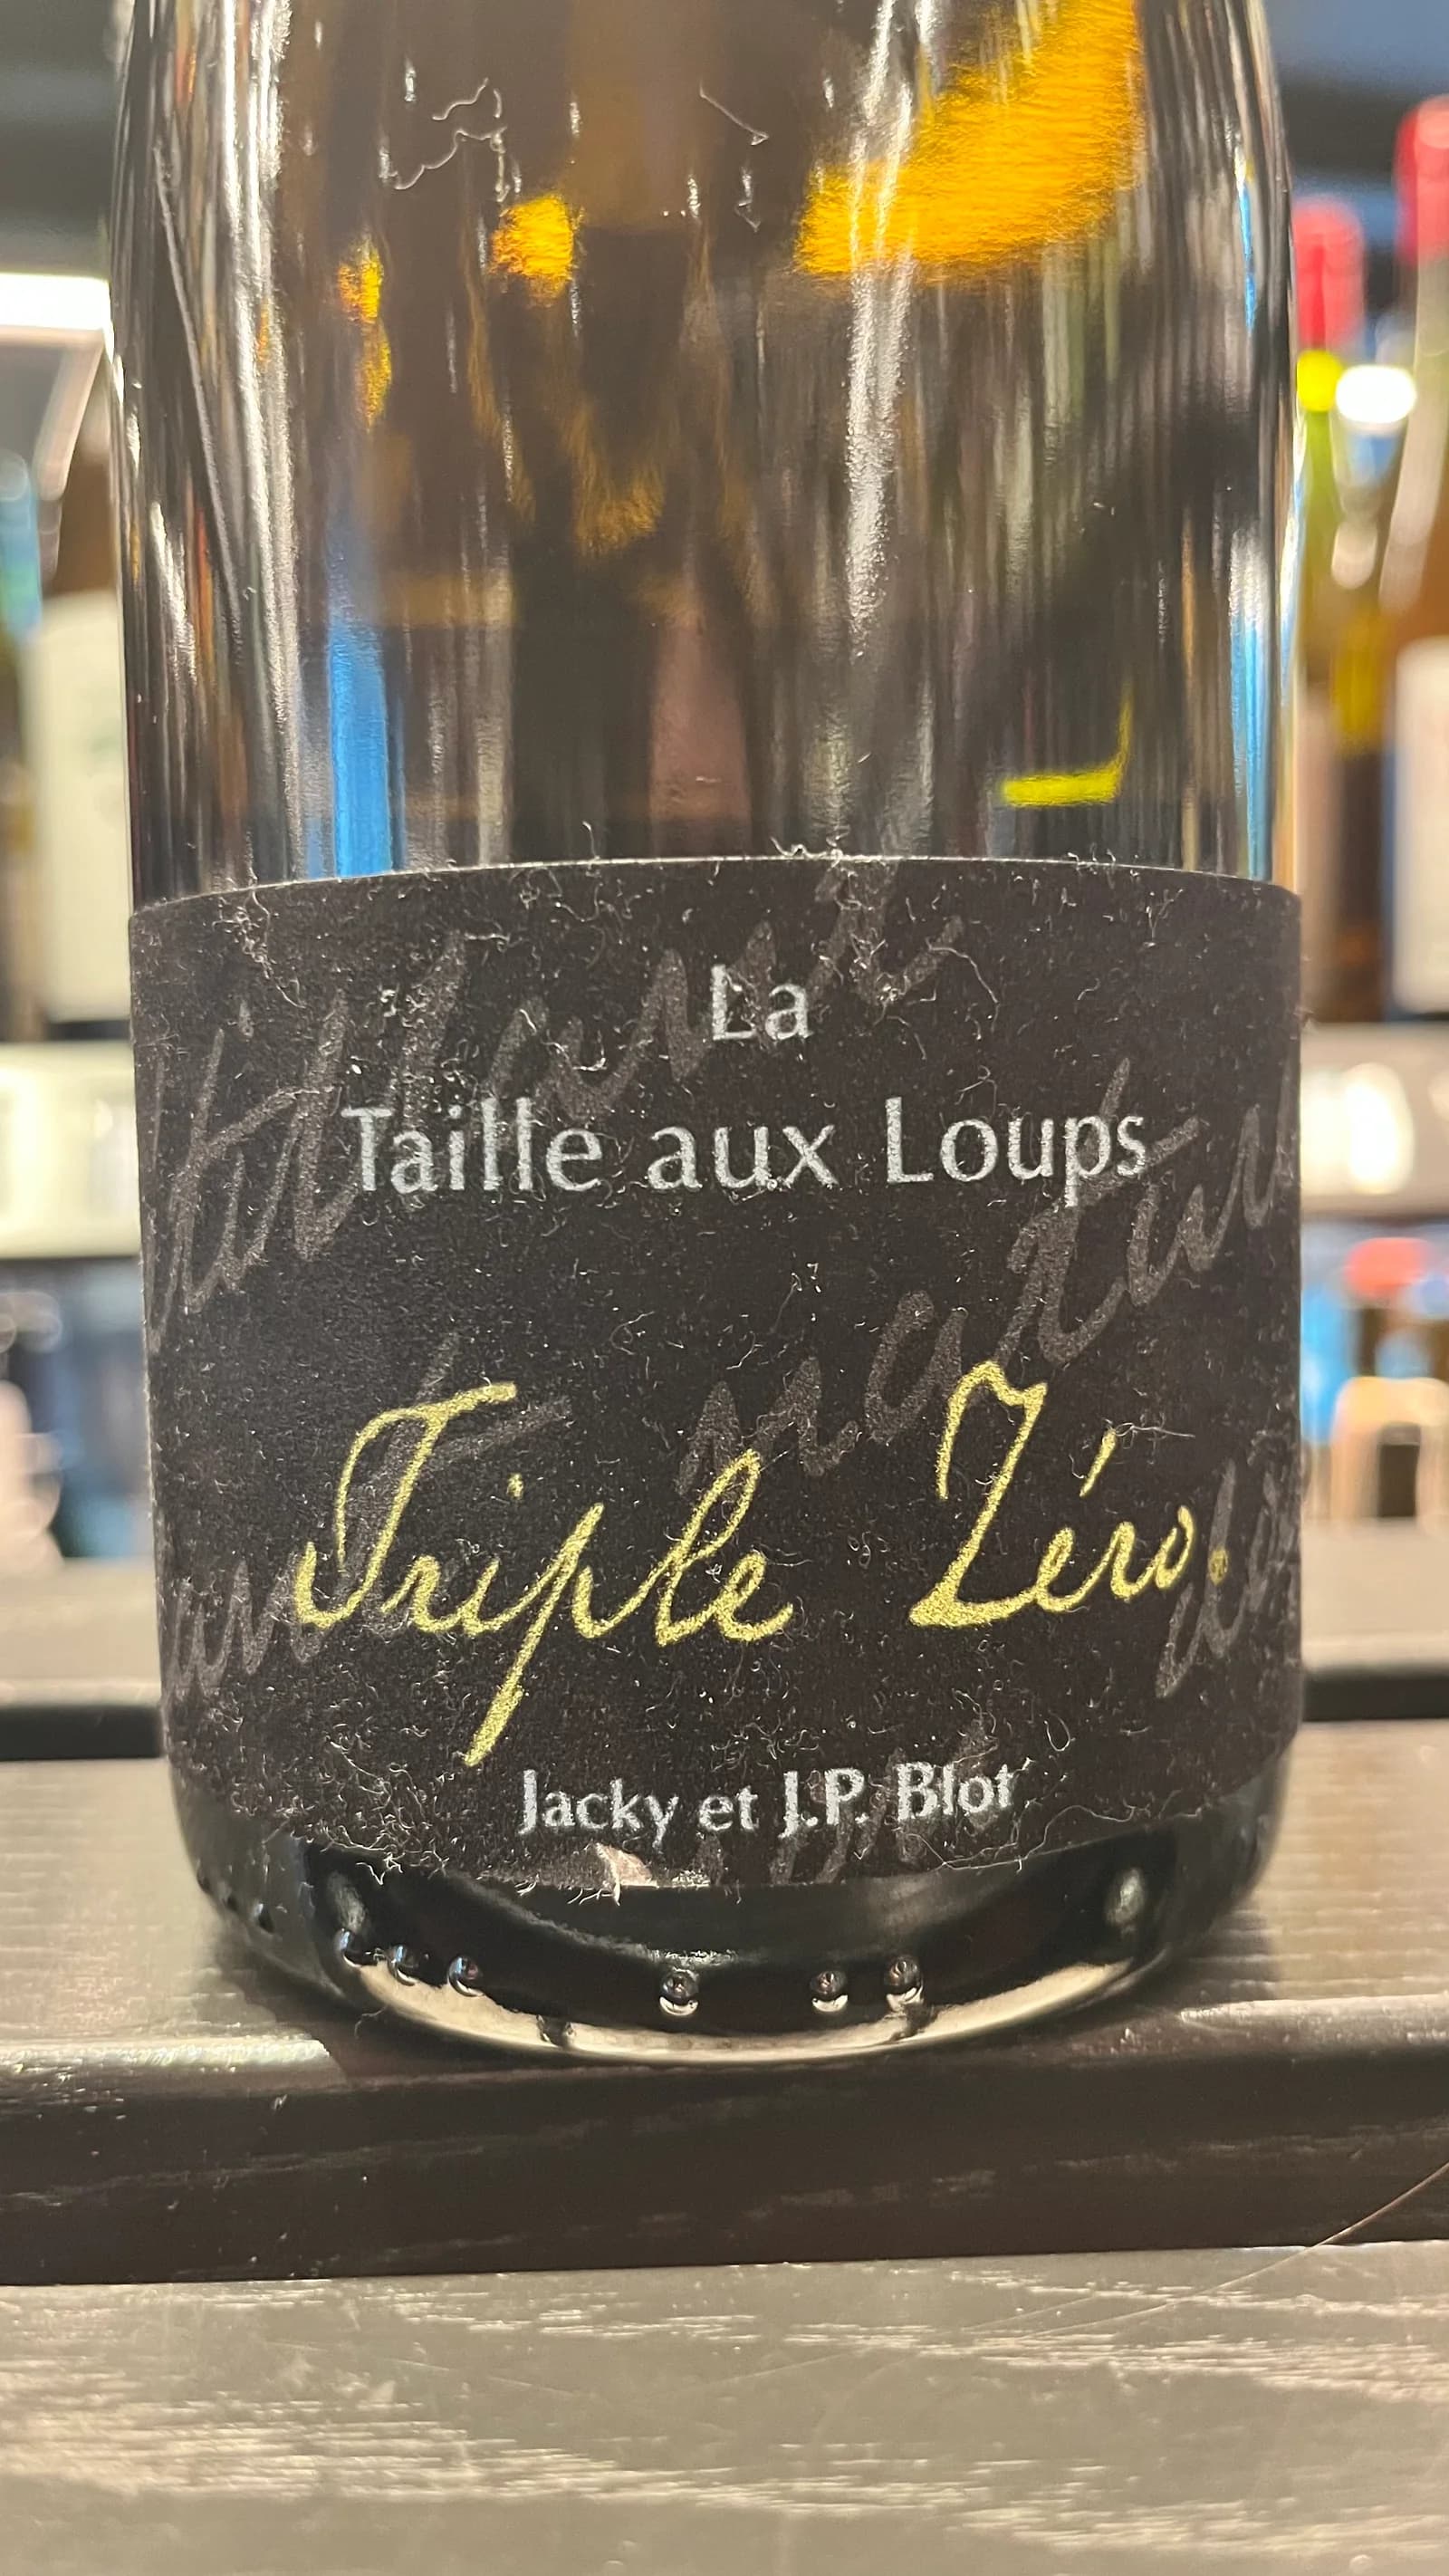 La
Taille aux Loups
Triple Zéro.
Jacky et J.P. Blot